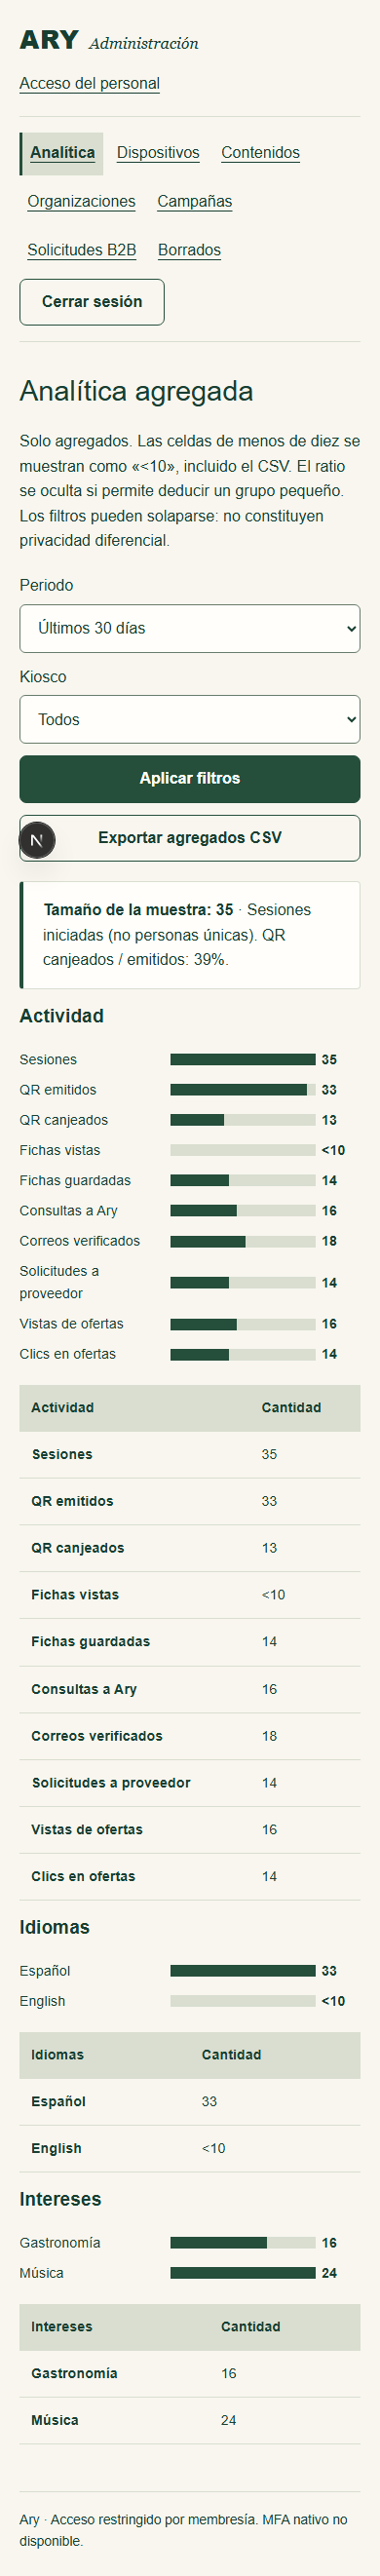 ARY Administración
Acceso del personal
Analítica Dispositivos Contenidos
Organizaciones Campañas
Solicitudes B2B Borrados
Cerrar sesión
Analítica agregada
Solo agregados. Las celdas de menos de diez se
muestran como «<10», incluido el CSV. El ratio
se oculta si permite deducir un grupo pequeño.
Los filtros pueden solaparse: no constituyen
privacidad diferencial.
Periodo
Últimos 30 días
Kiosco
Todos
Aplicar filtros
N Exportar agregados CSV
Tamaño de la muestra: 35 · Sesiones
iniciadas (no personas únicas). QR
canjeados / emitidos: 39%.
Actividad
Sesiones 35
QR emitidos 33
QR canjeados 13
Fichas vistas <10
Fichas guardadas 14
Consultas a Ary 16
Correos verificados 18
Solicitudes a
proveedor 14
Vistas de ofertas 16
Clics en ofertas 14
Actividad Cantidad
Sesiones 35
QR emitidos 33
QR canjeados 13
Fichas vistas <10
Fichas guardadas 14
Consultas a Ary 16
Correos verificados 18
Solicitudes a proveedor 14
Vistas de ofertas 16
Clics en ofertas 14
Idiomas
Español 33
English <10
Idiomas Cantidad
Español 33
English <10
Intereses
Gastronomía 16
Música 24
Intereses Cantidad
Gastronomía 16
Música 24
Ary · Acceso restringido por membresía. MFA nativo no
disponible.